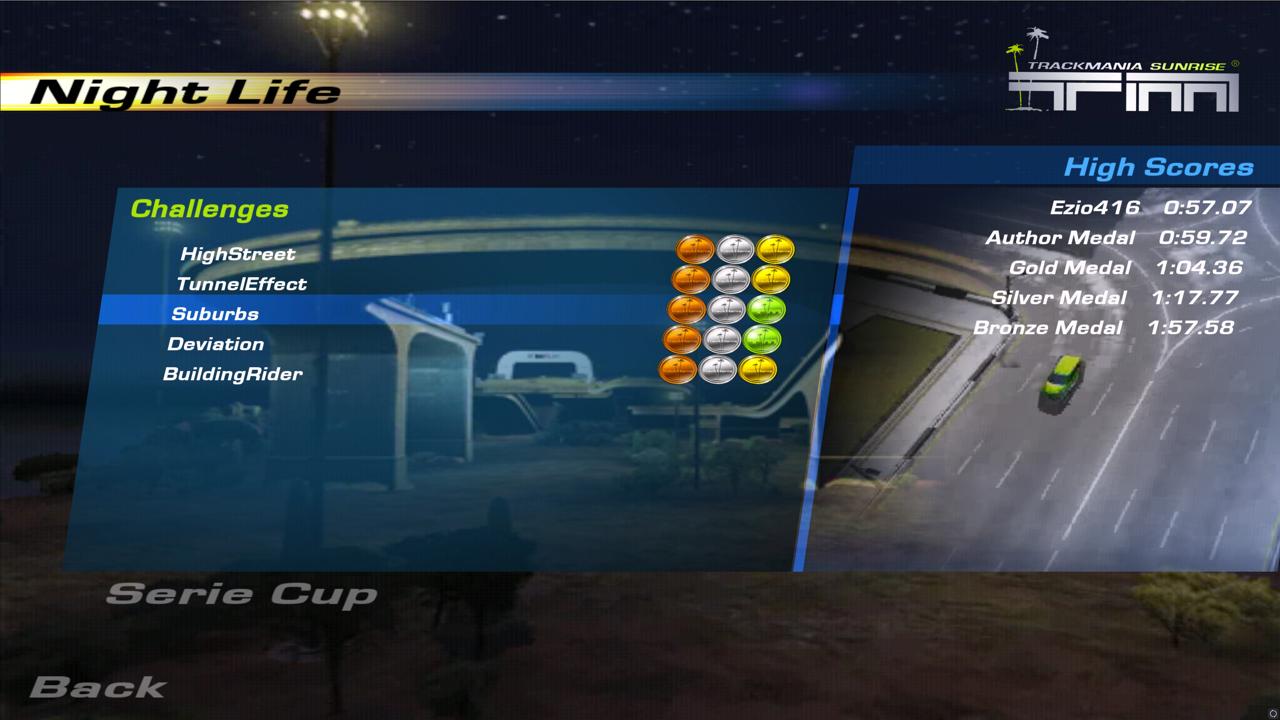 Night Life
TRACKMANIA SUNRISE ®
TM
High Scores
Ezio416 0:57.07
Author Medal 0:59.72
Gold Medal 1:04.36
Silver Medal 1:17.77
Bronze Medal 1:57.58
Challenges
HighStreet
TunnelEffect
Suburbs
Deviation
BuildingRider
Serie Cup
Back